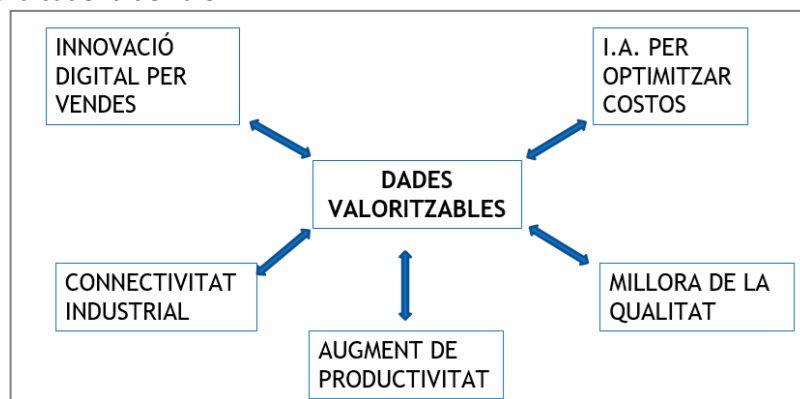 INNOVACIÓ
DIGITAL PER
VENDES
I.A. PER
OPTIMITZAR
COSTOS
DADES
VALORITZABLES
CONNECTIVITAT
INDUSTRIAL
MILLORA DE LA
QUALITAT
AUGMENT DE
PRODUCTIVITAT